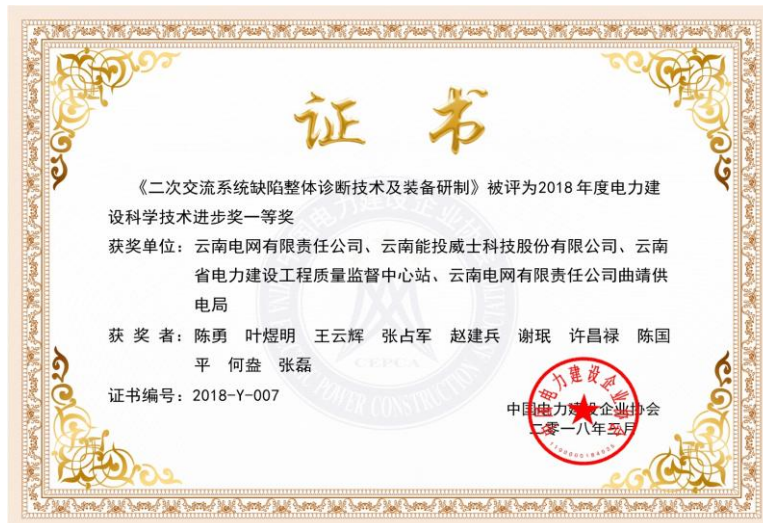 证书
《二次交流系统缺陷整体诊断技术及装备研制》被评为2018年度电力建
设科学技术进步奖一等奖
获奖单位：云南电网有限责任公司、云南能投威士科技股份有限公司、云南
省电力建设工程质量监督中心站、云南电网有限责任公司曲靖供
电局
获奖者：陈勇 叶煜明 王云辉 张占军 赵建兵 谢珉 许昌禄 陈国
平 何盎 张磊
证书编号：2018-Y-007
CEPCA
中国电力建设企业协会
二零一八年 月